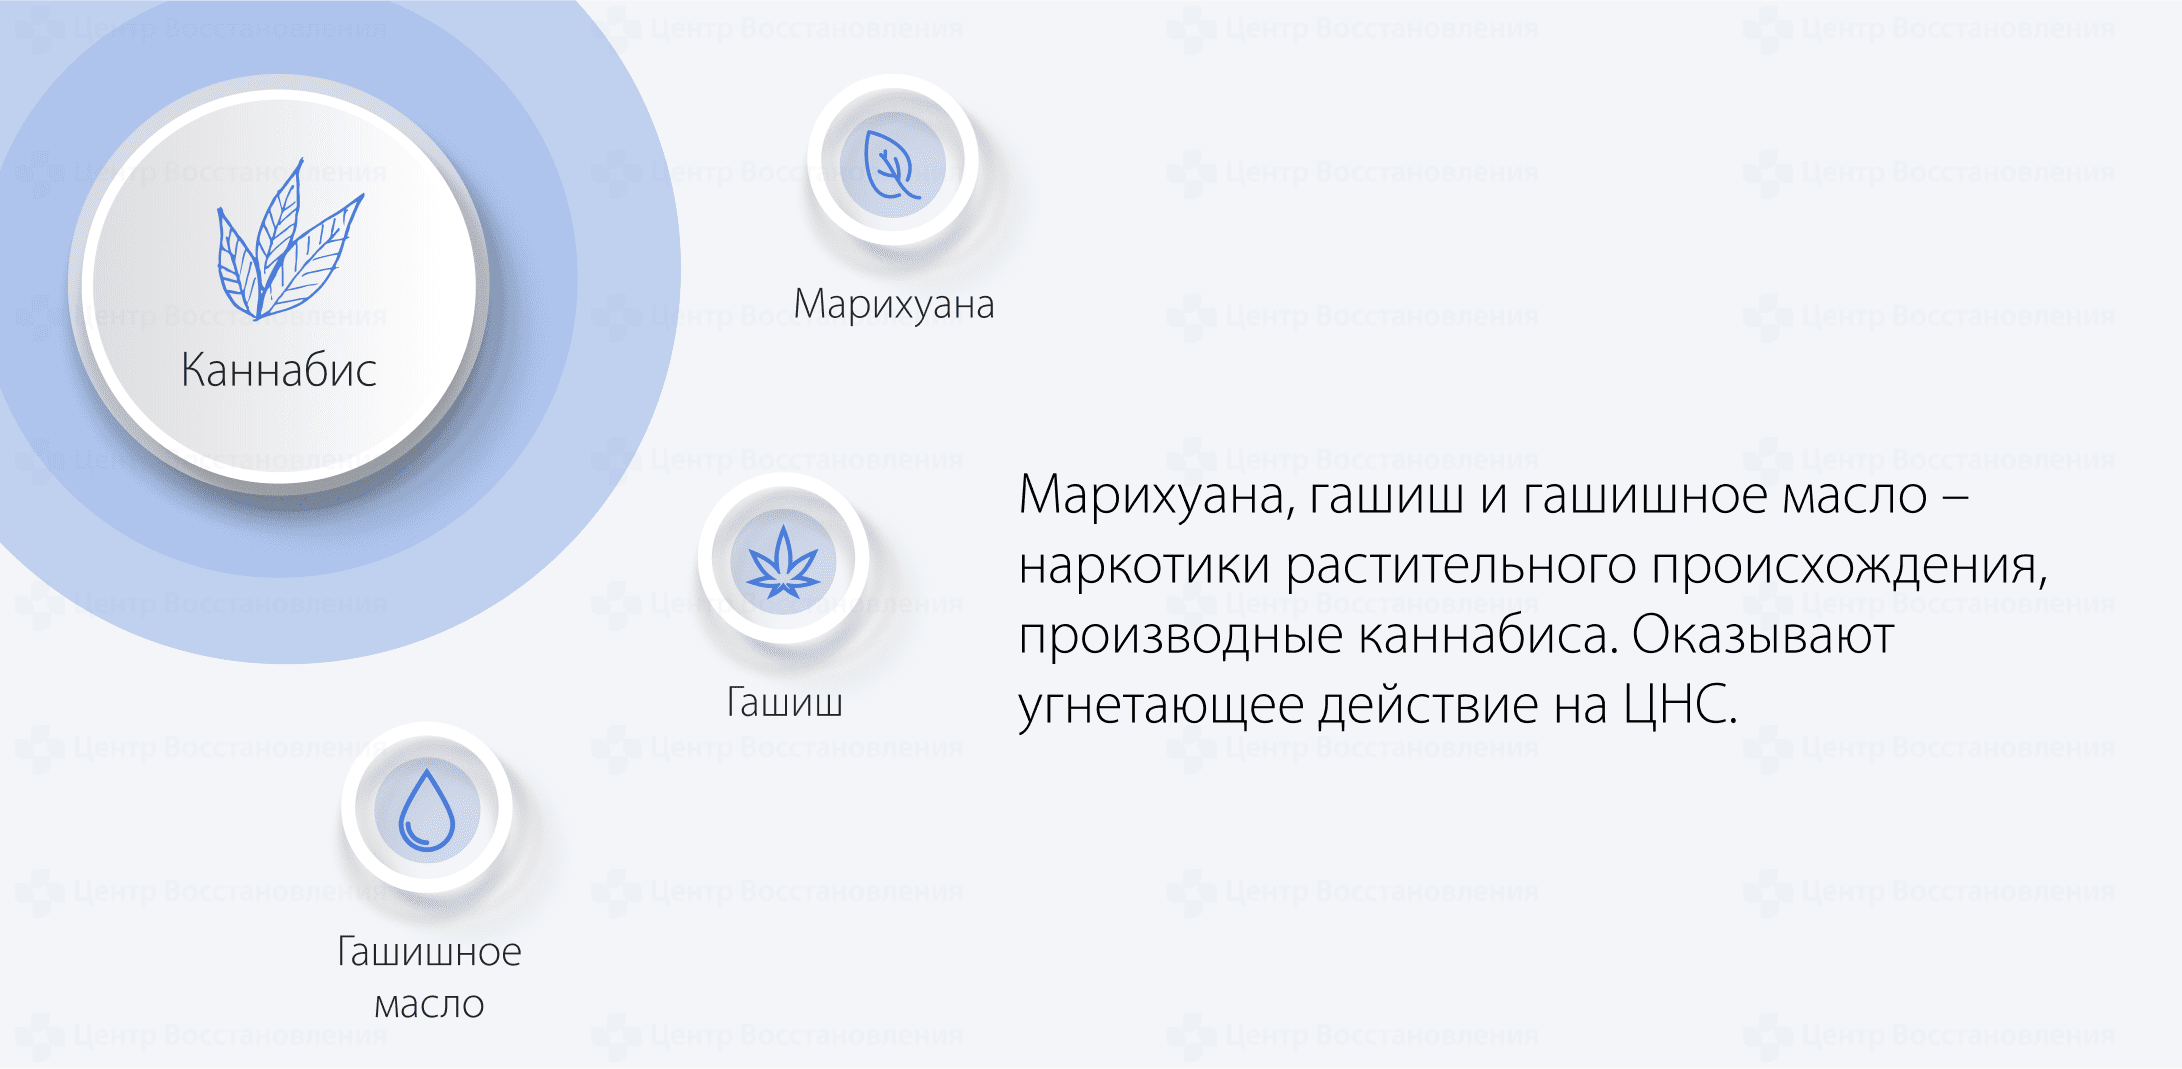 Каннабис
Марихуана
Гашиш
Гашишное
масло
Марихуана, гашиш и гашишное масло –
наркотики растительного происхождения,
производные каннабиса. Оказывают
угнетающее действие на ЦНС.
Центр Восстановления